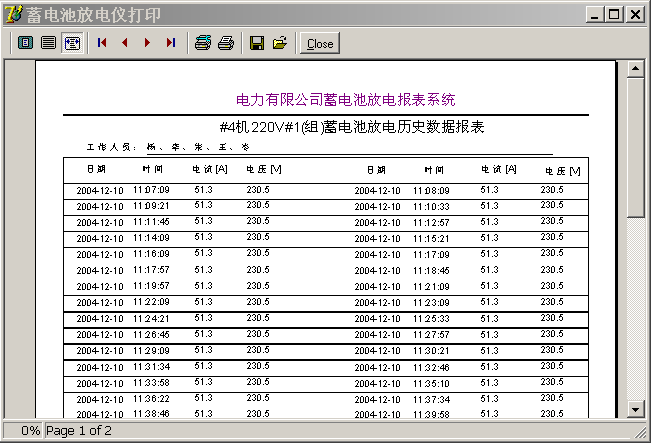 蓄电池放电仪打印
Close
电力有限公司蓄电池放电报表系统
#4机220V#1(组)蓄电池放电历史数据报表
工作人员: 杨、李、朱、王、岑
日期 时间 电流[A] 电压[V] 日期 时间 电流[A] 电压[V]
2004-12-10 11:07:09 51.3 230.5 2004-12-10 11:08:09 51.3 230.5
2004-12-10 11:09:21 51.3 230.5 2004-12-10 11:10:33 51.3 230.5
2004-12-10 11:11:45 51.3 230.5 2004-12-10 11:12:57 51.3 230.5
2004-12-10 11:14:09 51.3 230.5 2004-12-10 11:15:21 51.3 230.5
2004-12-10 11:16:09 51.3 230.5 2004-12-10 11:17:09 51.3 230.5
2004-12-10 11:17:57 51.3 230.5 2004-12-10 11:18:45 51.3 230.5
2004-12-10 11:19:57 51.3 230.5 2004-12-10 11:21:09 51.3 230.5
2004-12-10 11:22:09 51.3 230.5 2004-12-10 11:23:09 51.3 230.5
2004-12-10 11:24:21 51.3 230.5 2004-12-10 11:25:33 51.3 230.5
2004-12-10 11:26:45 51.3 230.5 2004-12-10 11:27:57 51.3 230.5
2004-12-10 11:29:09 51.3 230.5 2004-12-10 11:30:21 51.3 230.5
2004-12-10 11:31:34 51.3 230.5 2004-12-10 11:32:46 51.3 230.5
2004-12-10 11:33:58 51.3 230.5 2004-12-10 11:35:10 51.3 230.5
2004-12-10 11:36:22 51.3 230.5 2004-12-10 11:37:34 51.3 230.5
2004-12-10 11:38:46 51.3 230.5 2004-12-10 11:39:58 51.3 230.5
0% Page 1 of 2